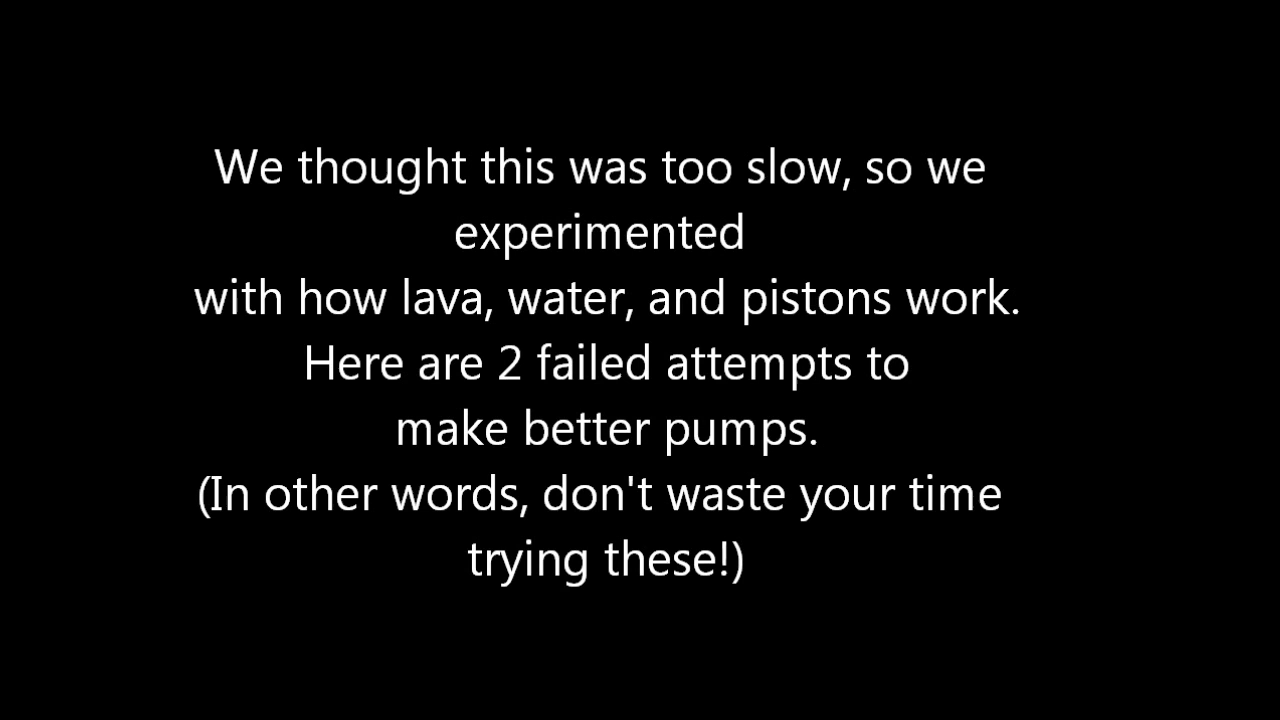 We thought this was too slow, so we
experimented
with how lava, water, and pistons work.
Here are 2 failed attempts to
make better pumps.
(In other words, don't waste your time
trying these!)